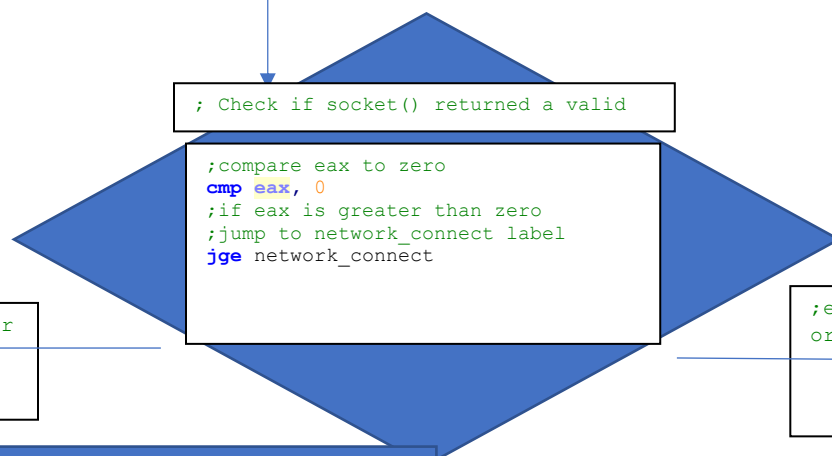 ; Check if socket() returned a valid
;compare eax to zero
cmp eax, 0
;if eax is greater than zero
;jump to network_connect label
jge network_connect
r
;e
or